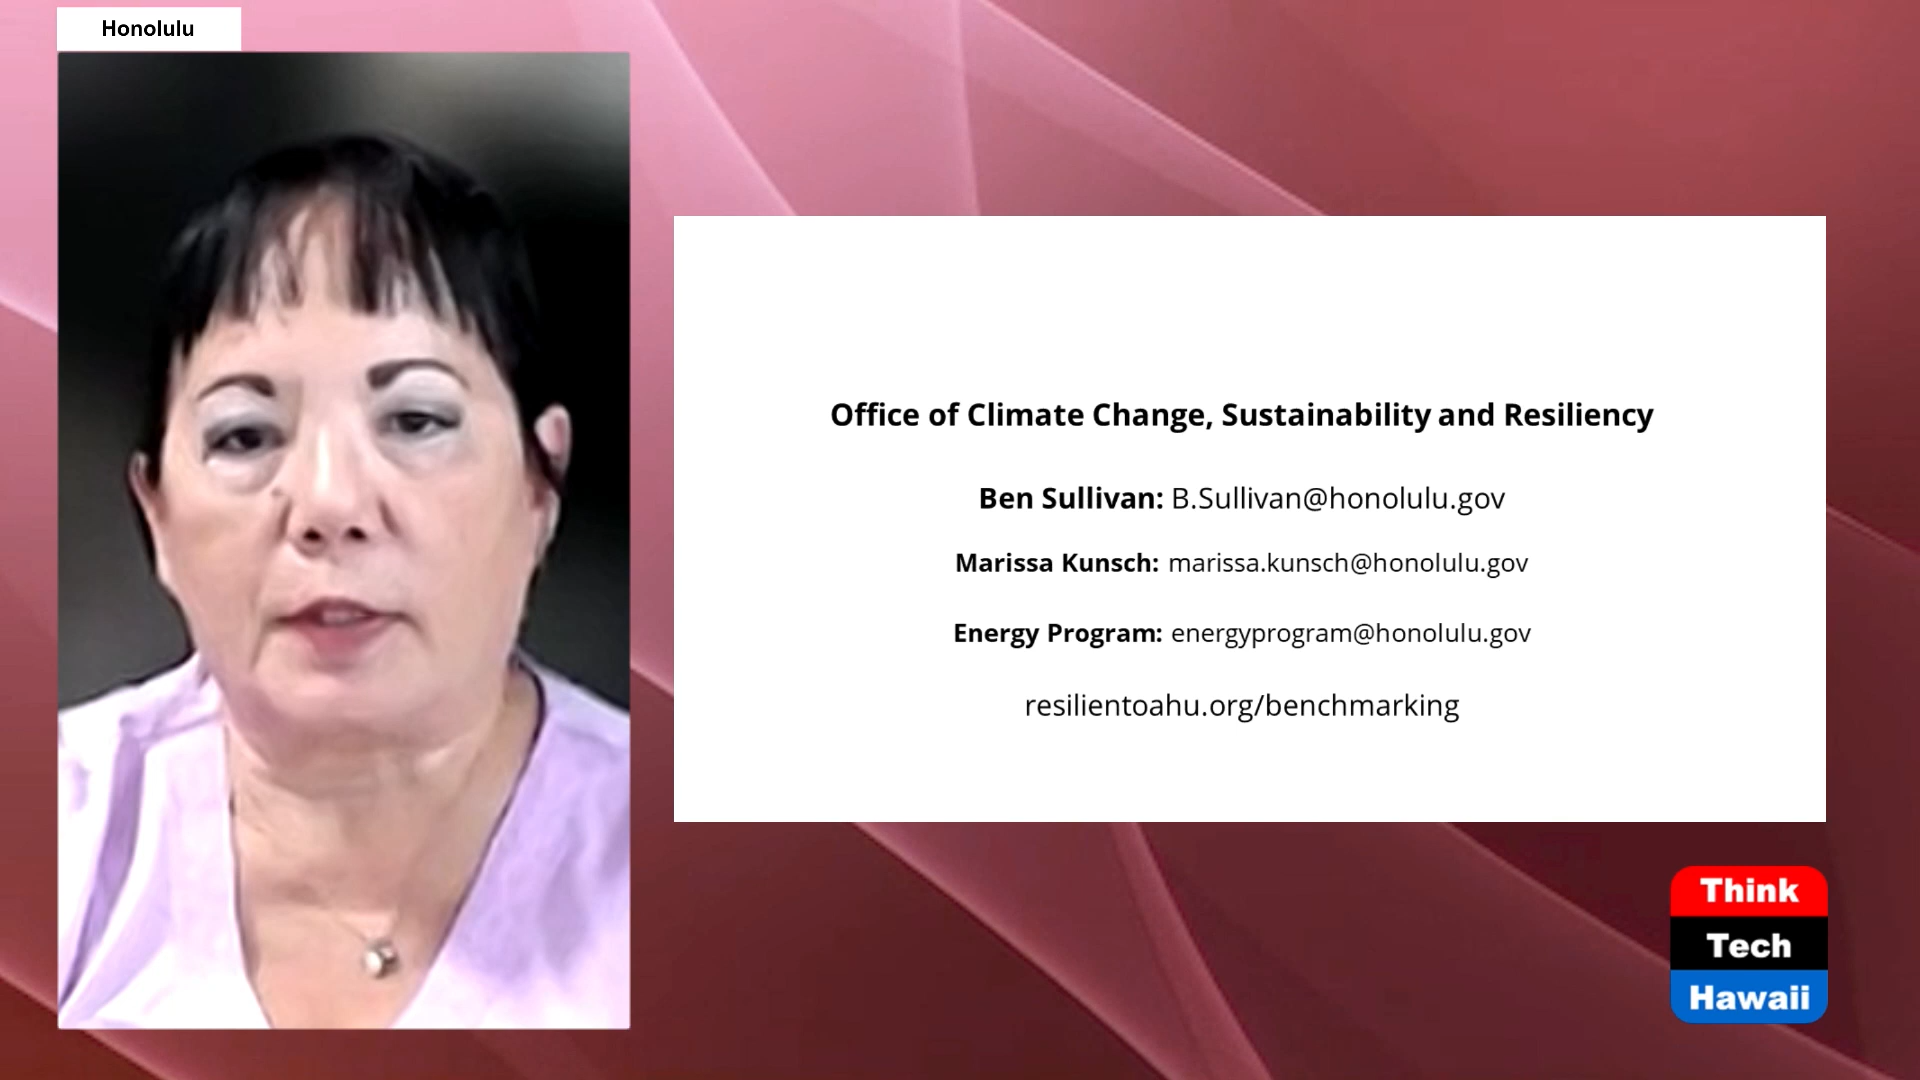 Honolulu
Office of Climate Change, Sustainability and Resiliency
Ben Sullivan: B.Sullivan@honolulu.gov
Marissa Kunsch: marissa.kunsch@honolulu.gov
Energy Program: energyprogram@honolulu.gov
resilientoahu.org/benchmarking
Think
Tech
Hawaii